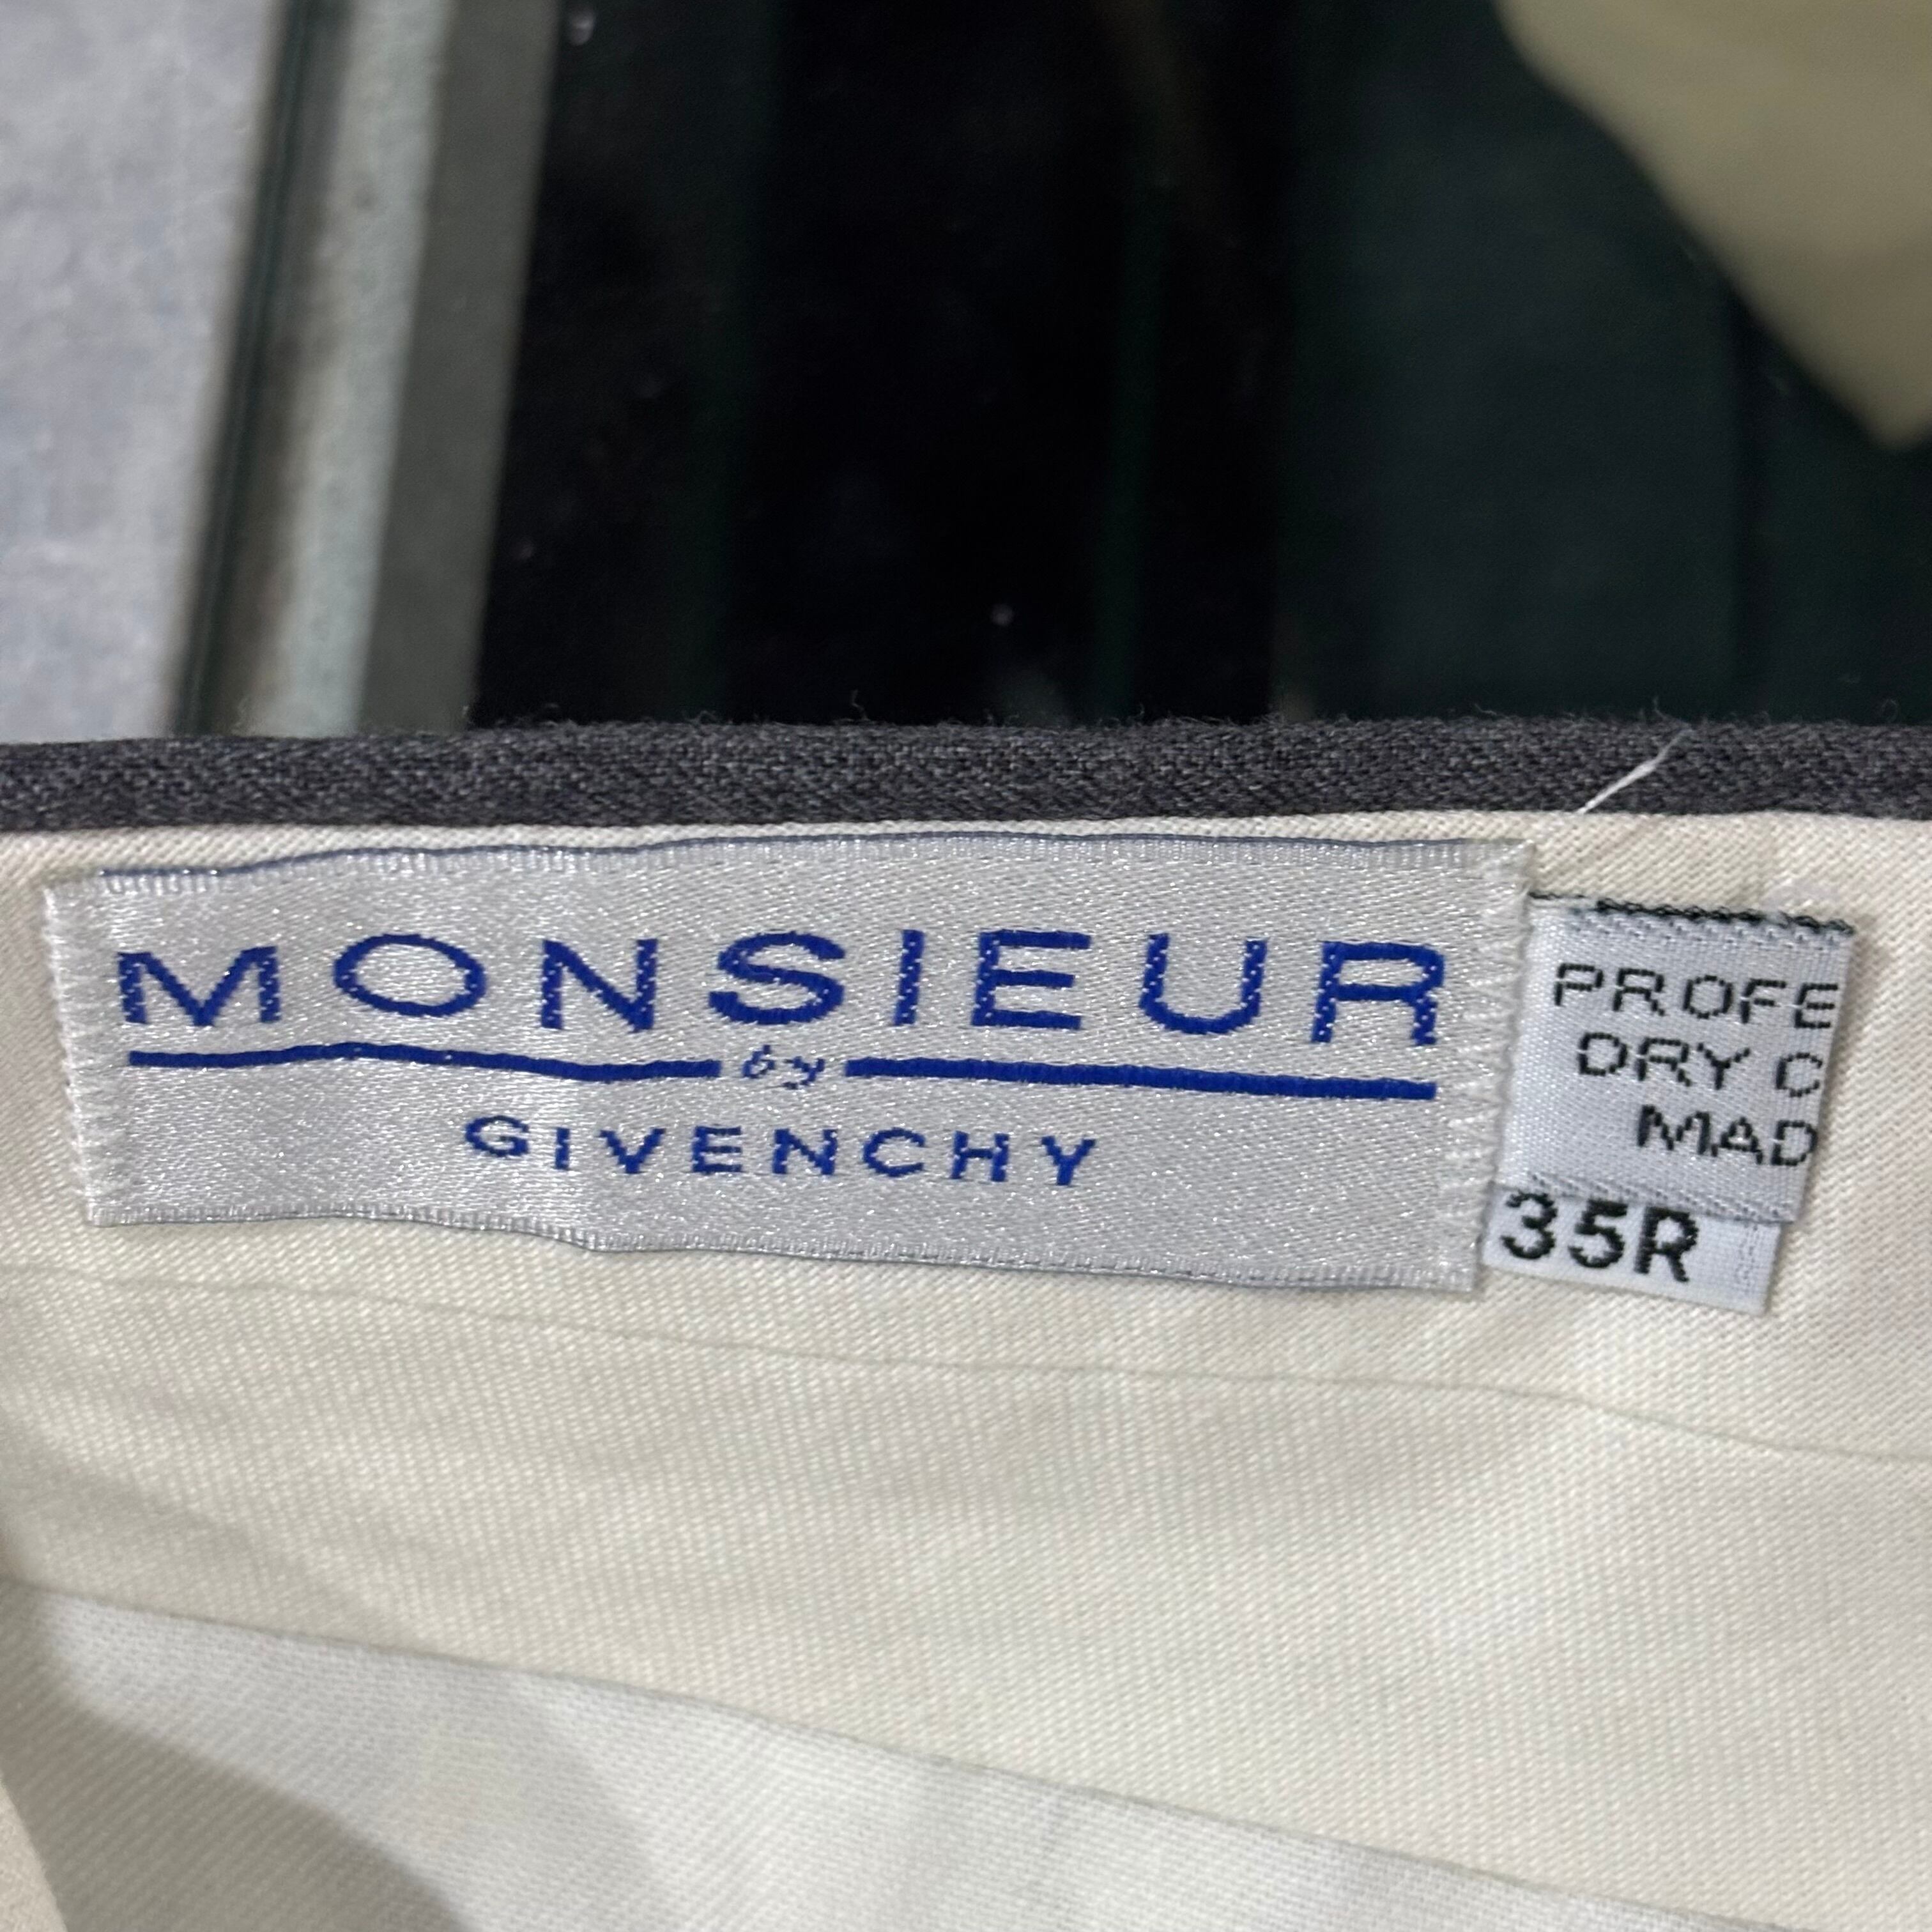 MONSIEUR
by
GIVENCHY
PROFE
DRY C
MAD
35R